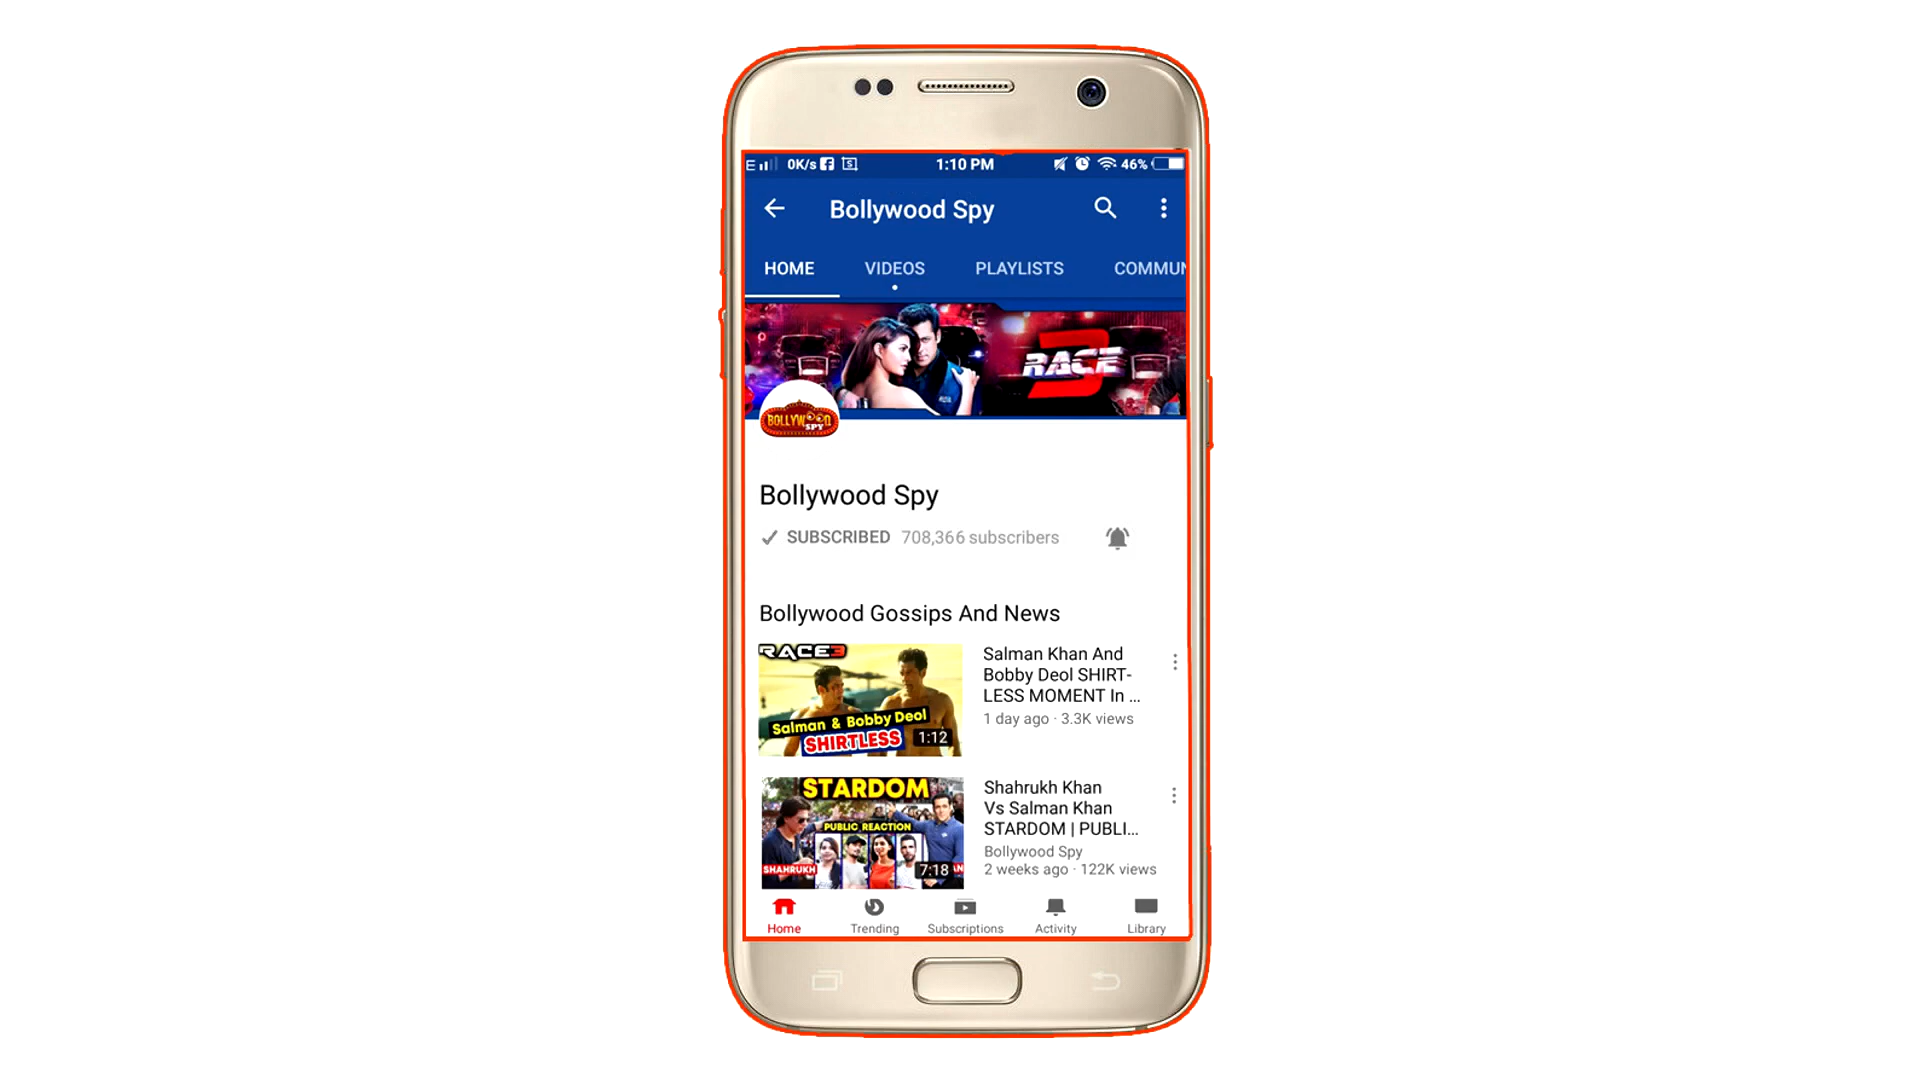 E 0K/s 1:10 PM 46%
Bollywood Spy
HOME VIDEOS PLAYLISTS COMMUN
RACE 3
BOLLYWOOD
SPY
Bollywood Spy
SUBSCRIBED 708,366 subscribers
Bollywood Gossips And News
RACE3
Salman & Bobby Deol
SHIRTLESS
1:12
Salman Khan And
Bobby Deol SHIRT-
LESS MOMENT In ...
1 day ago · 3.3K views
STARDOM
PUBLIC REACTION
SHAHRUKH
7:18
AN
Shahrukh Khan
Vs Salman Khan
STARDOM | PUBLI...
Bollywood Spy
2 weeks ago · 122K views
Home Trending Subscriptions Activity Library